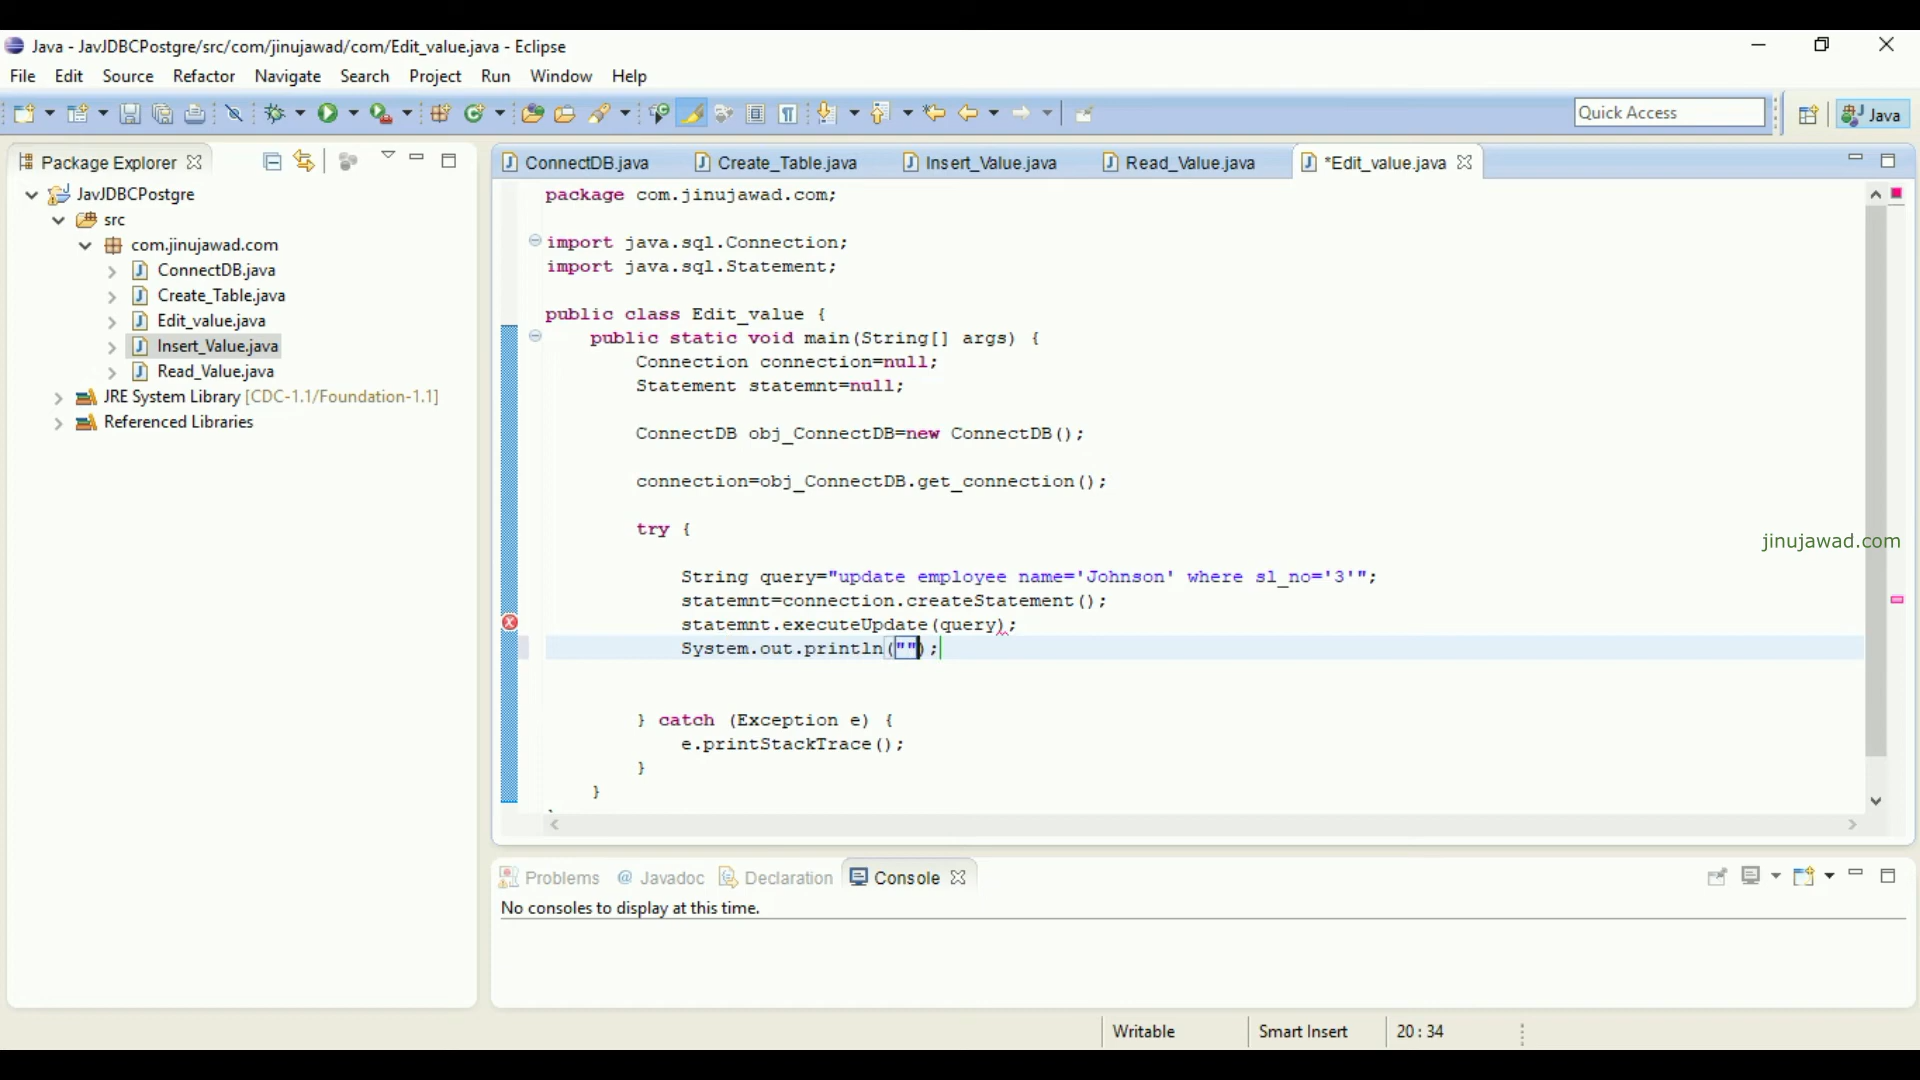 Java - JavJDBCPostgre/src/com/jinujawad/com/Edit_value.java - Eclipse
File Edit Source Refactor Navigate Search Project Run Window Help
Quick Access
Java
Package Explorer
JavJDBCPostgre
src
com.jinujawad.com
ConnectDB.java
Create_Table.java
Edit_value.java
Insert_Value.java
Read_Value.java
JRE System Library [CDC-1.1/Foundation-1.1]
Referenced Libraries
ConnectDB.java Create_Table.java Insert_Value.java Read_Value.java *Edit_value.java
package com.jinujawad.com;
import java.sql.Connection;
import java.sql.Statement;
public class Edit_value {
public static void main(String[] args) {
Connection connection=null;
Statement statemnt=null;
ConnectDB obj_ConnectDB=new ConnectDB();
connection=obj_ConnectDB.get_connection();
try {
String query="update employee name='Johnson' where sl_no='3'";
statemnt=connection.createStatement();
statemnt.executeUpdate(query);
System.out.println("");
} catch (Exception e) {
e.printStackTrace();
}
}
jinujawad.com
Problems @ Javadoc Declaration Console
No consoles to display at this time.
Writable Smart Insert 20 : 34